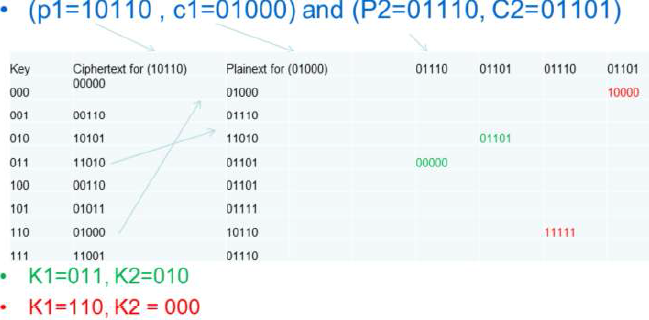 • (p1=10110 , c1=01000) and (P2=01110, C2=01101)
Key Ciphertext for (10110) Plainext for (01000) 01110 01101 01110 01101
000 00000 01000 10000
001 00110 01110
010 10101 11010 01101
011 11010 01101 00000
100 00110 01101
101 01011 01111
110 01000 10110 11111
111 11001 01110
• K1=011, K2=010
• K1=110, K2 = 000